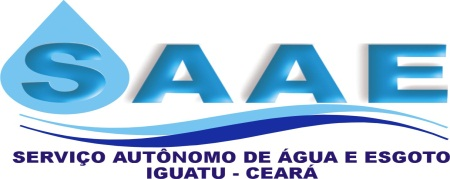 SAAE
SERVIÇO AUTÔNOMO DE ÁGUA E ESGOTO
IGUATU - CEARÁ